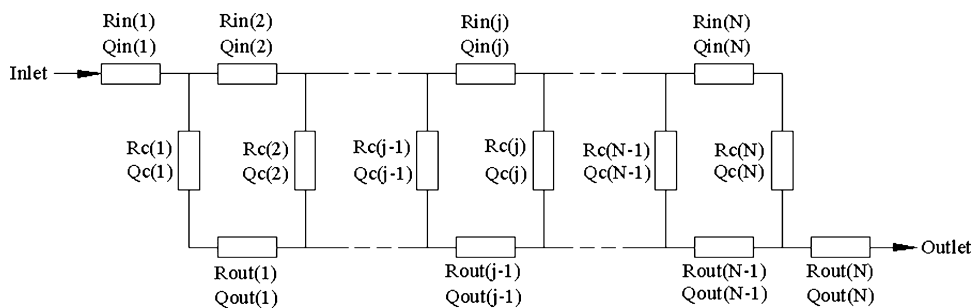 Rin(1)
Qin(1)
Rin(2)
Qin(2)
Rin(j)
Qin(j)
Rin(N)
Qin(N)
Inlet
Rc(1)
Qc(1)
Rc(2)
Qc(2)
Rc(j-1)
Qc(j-1)
Rc(j)
Qc(j)
Rc(N-1)
Qc(N-1)
Rc(N)
Qc(N)
Outlet
Rout(1)
Qout(1)
Rout(j-1)
Qout(j-1)
Rout(N-1)
Qout(N-1)
Rout(N)
Qout(N)